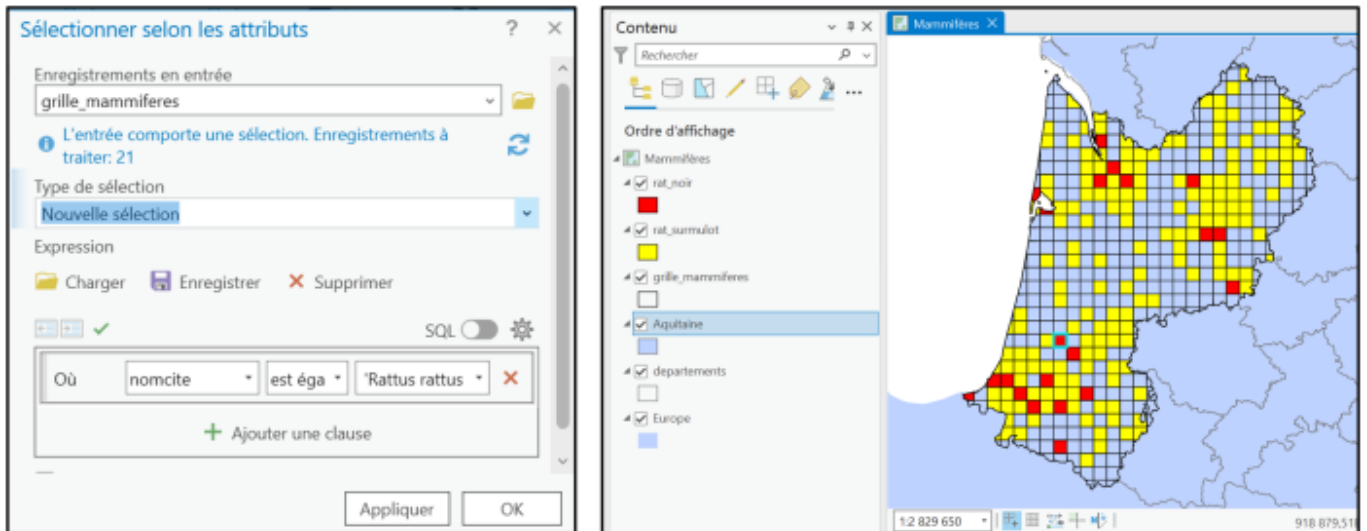 Sélectionner selon les attributs
Enregistrements en entrée
grille_mammiferes
L'entrée comporte une sélection. Enregistrements à
traiter: 21
Type de sélection
Nouvelle sélection
Expression
Charger Enregistrer Supprimer
SQL
Où nomcite est éga 'Rattus rattus
Ajouter une clause
Appliquer OK
Contenu
Rechercher
Ordre d'affichage
Mammifères
rat_noir
rat_surmulot
grille_mammiferes
Aquitaine
departements
Europe
Mammifères
1:2 829 650
918 879,51